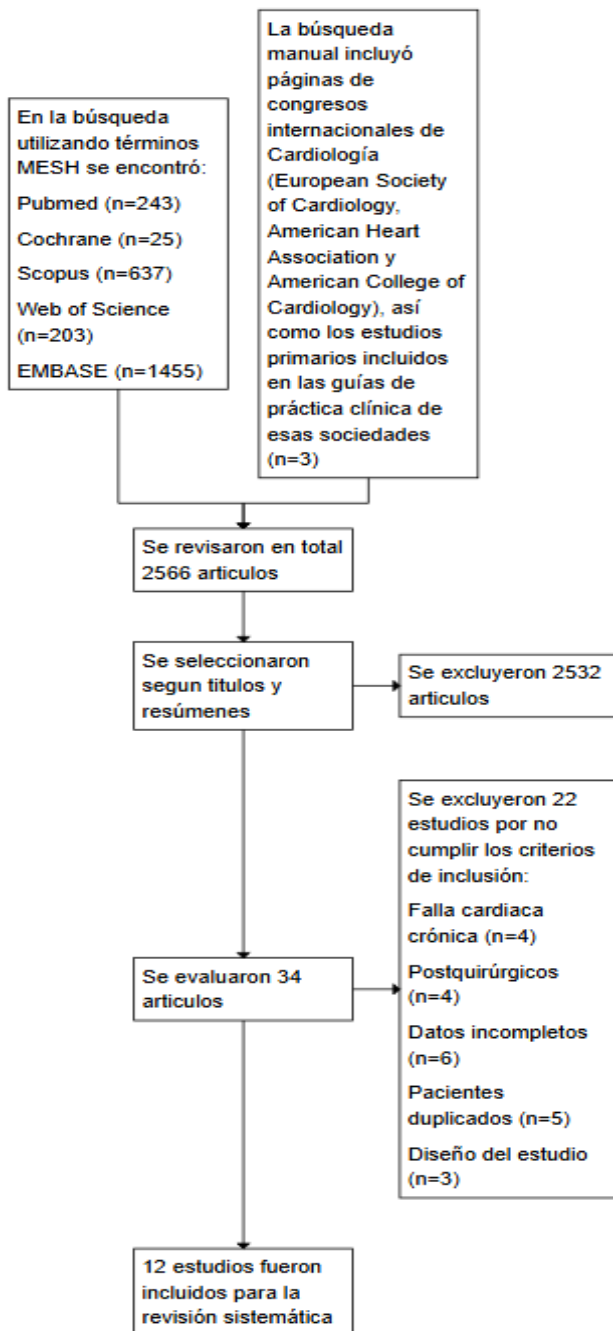 En la búsqueda
utilizando términos
MESH se encontró:
Pubmed (n=243)
Cochrane (n=25)
Scopus (n=637)
Web of Science
(n=203)
EMBASE (n=1455)
La búsqueda
manual incluyó
páginas de
congresos
internacionales de
Cardiología
(European Society
of Cardiology,
American Heart
Association y
American College of
Cardiology), así
como los estudios
primarios incluidos
en las guías de
práctica clínica de
esas sociedades
(n=3)
Se revisaron en total
2566 articulos
Se seleccionaron
segun titulos y
resúmenes
Se excluyeron 2532
articulos
Se excluyeron 22
estudios por no
cumplir los criterios
de inclusión:
Falla cardiaca
crónica (n=4)
Postquirúrgicos
(n=4)
Datos incompletos
(n=6)
Pacientes
duplicados (n=5)
Diseño del estudio
(n=3)
Se evaluaron 34
articulos
12 estudios fueron
incluidos para la
revisión sistemática